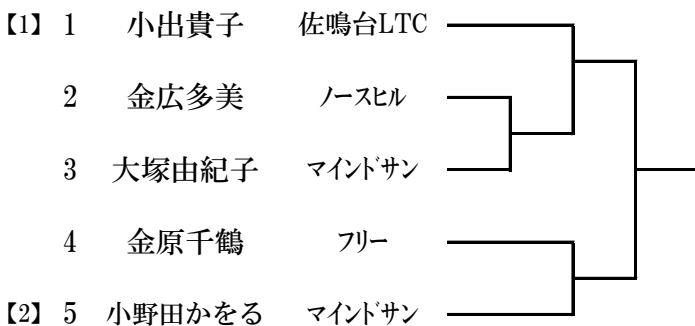 【1】 1 小出貴子 佐鳴台LTC
2 金広多美 ノースヒル
3 大塚由紀子 マインドサン
4 金原千鶴 フリー
【2】 5 小野田かをる マインドサン